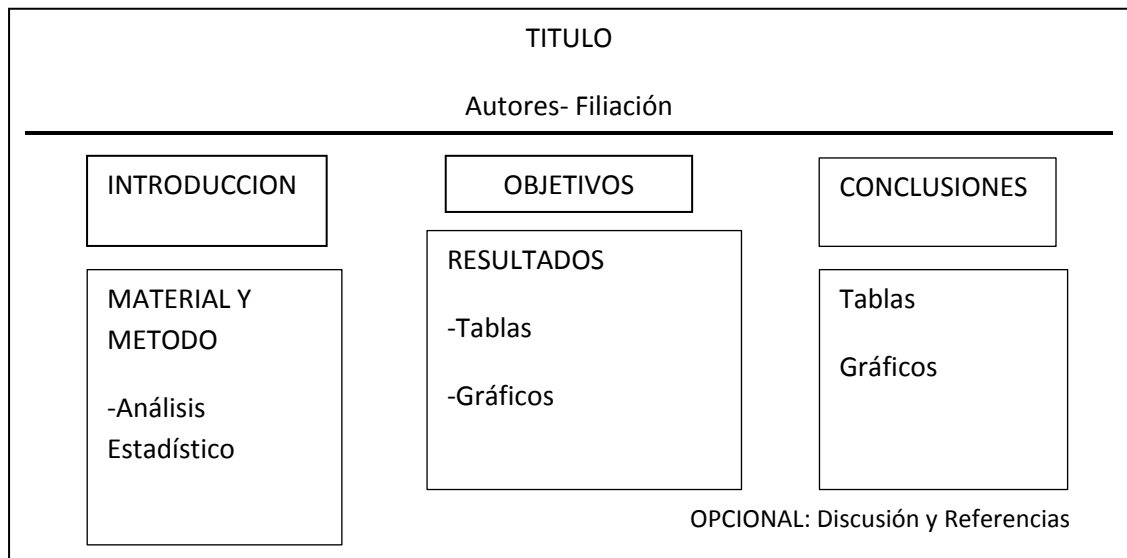 TITULO
Autores- Filiación
INTRODUCCION
OBJETIVOS
CONCLUSIONES
MATERIAL Y
METODO
-Análisis
Estadístico
RESULTADOS
-Tablas
-Gráficos
Tablas
Gráficos
OPCIONAL: Discusión y Referencias